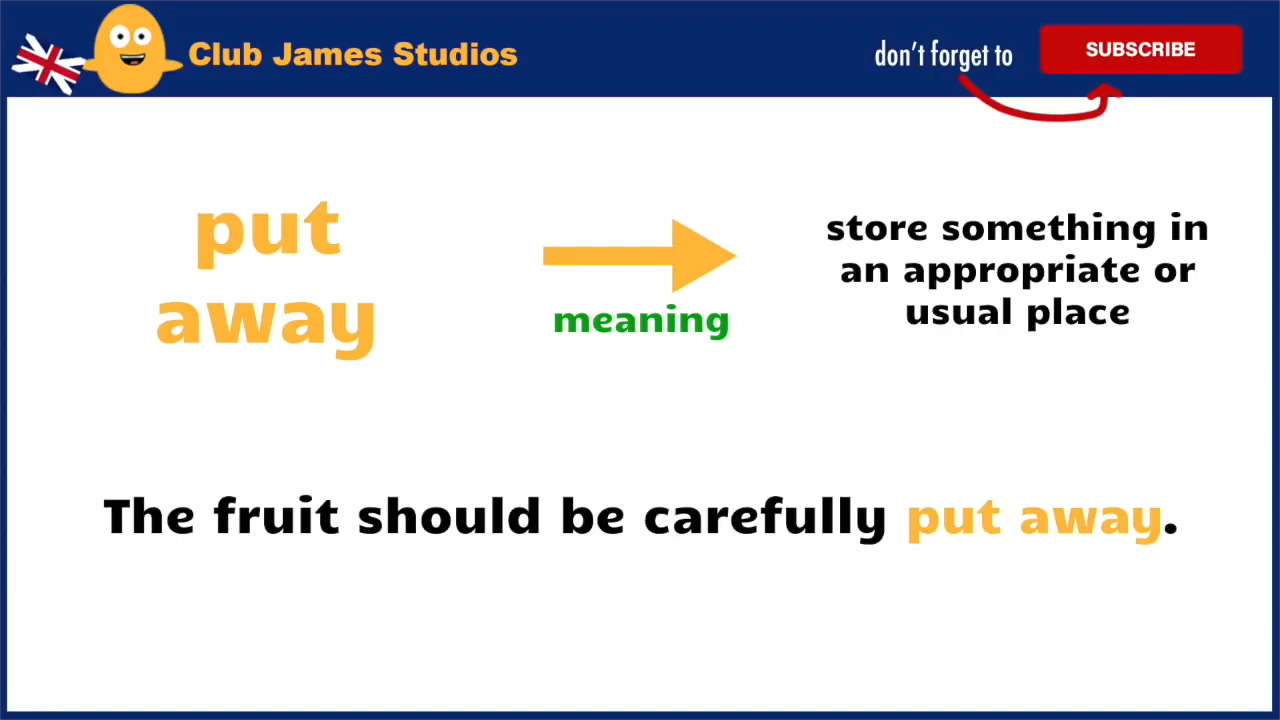 Club James Studios
don't forget to
SUBSCRIBE
put
away
meaning
store something in
an appropriate or
usual place
The fruit should be carefully put away.